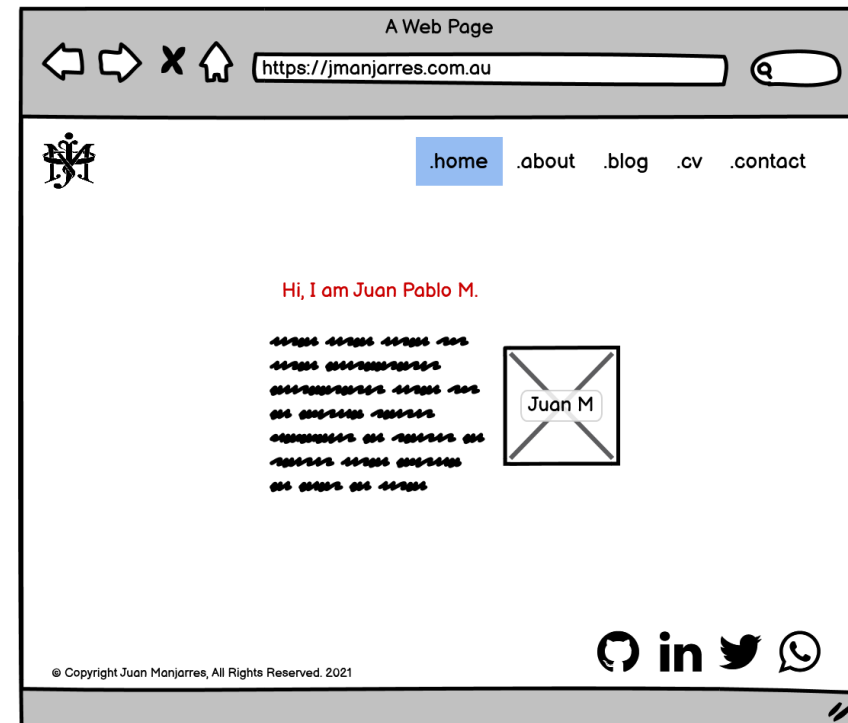 A Web Page
https://jmanjarres.com.au
.home .about .blog .cv .contact
Hi, I am Juan Pablo M.
Juan M
in
© Copyright Juan Manjarres, All Rights Reserved. 2021